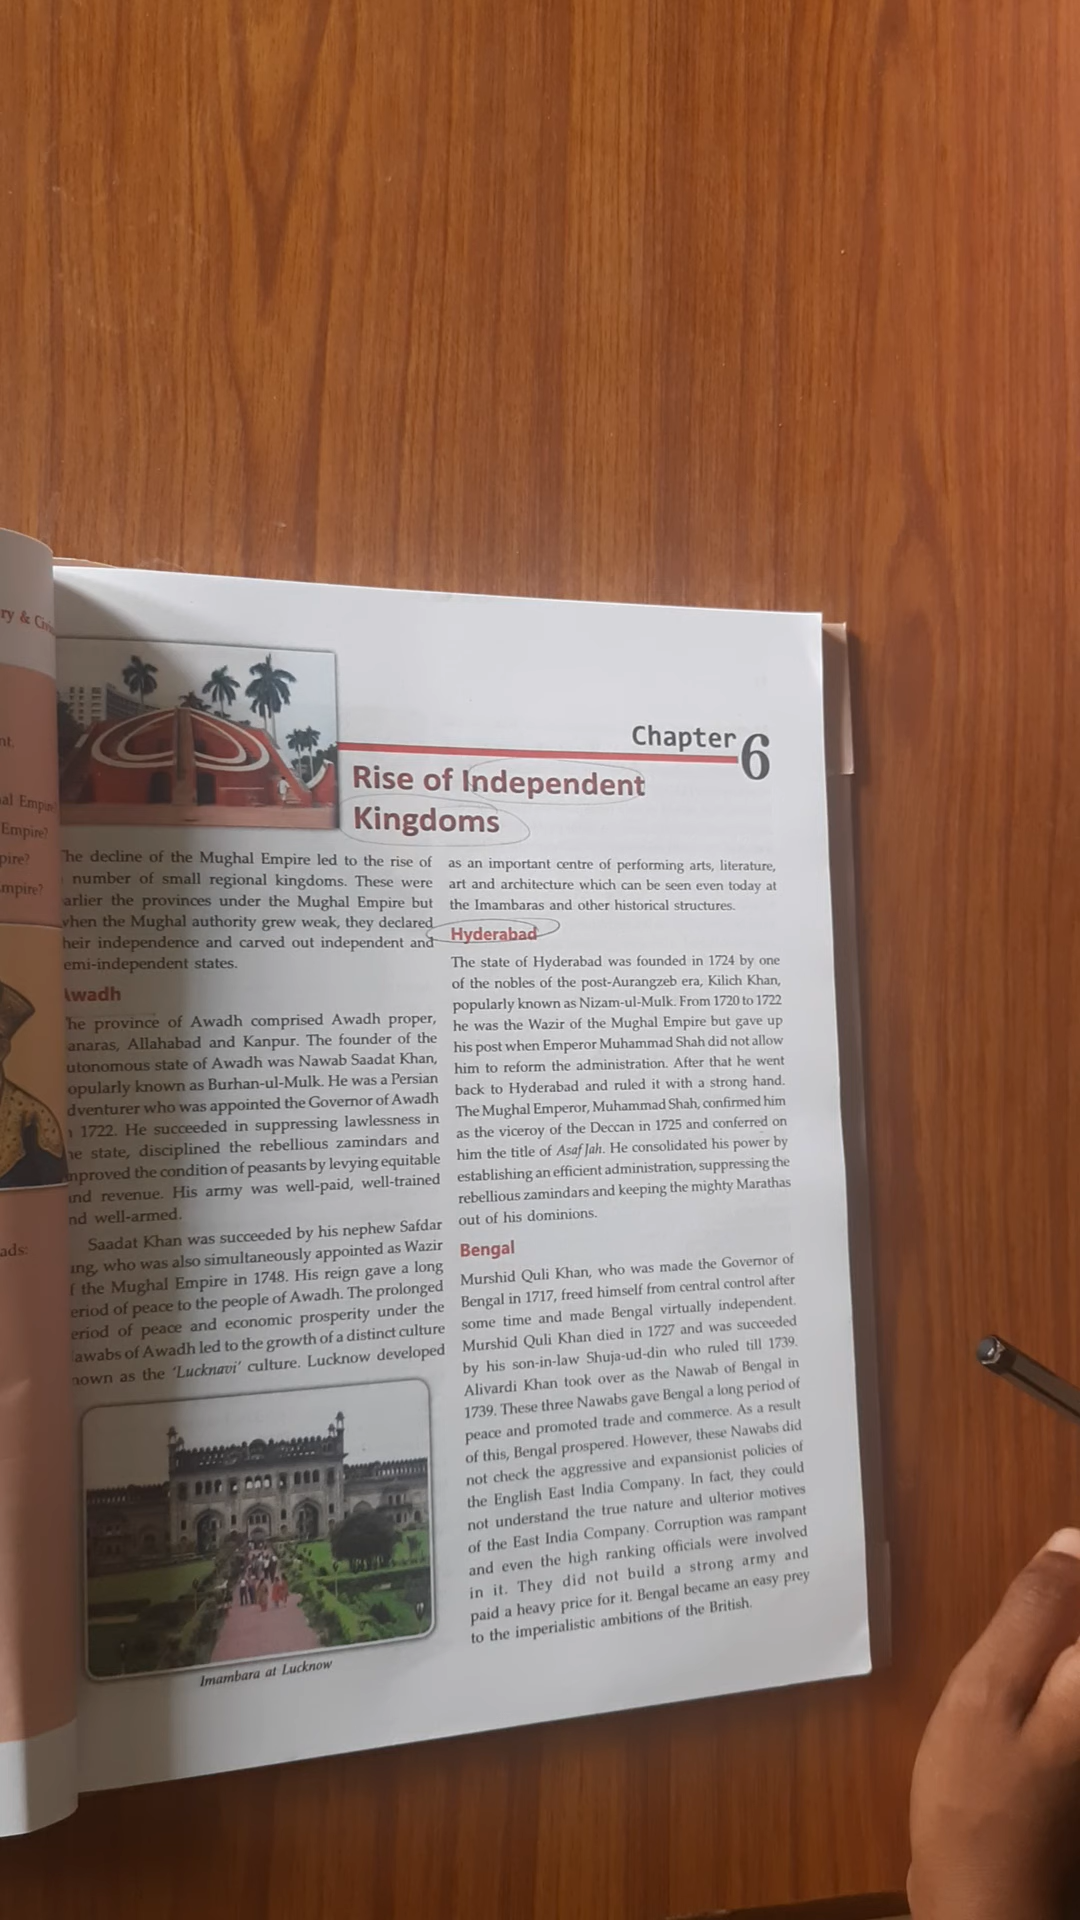 ry & Civi
nt.
al Empire?
Empire?
pire?
mpire?
ads:
Chapter 6
Rise of Independent
Kingdoms
he decline of the Mughal Empire led to the rise of
number of small regional kingdoms. These were
arlier the provinces under the Mughal Empire but
when the Mughal authority grew weak, they declared
heir independence and carved out independent and
emi-independent states.
Awadh
he province of Awadh comprised Awadh proper,
anaras, Allahabad and Kanpur. The founder of the
utonomous state of Awadh was Nawab Saadat Khan,
opularly known as Burhan-ul-Mulk. He was a Persian
dventurer who was appointed the Governor of Awadh
1722. He succeeded in suppressing lawlessness in
he state, disciplined the rebellious zamindars and
mproved the condition of peasants by levying equitable
and revenue. His army was well-paid, well-trained
nd well-armed.
Saadat Khan was succeeded by his nephew Safdar
ang, who was also simultaneously appointed as Wazir
f the Mughal Empire in 1748. His reign gave a long
eriod of peace to the people of Awadh. The prolonged
eriod of peace and economic prosperity under the
awabs of Awadh led to the growth of a distinct culture
nown as the 'Lucknavi' culture. Lucknow developed
Imambara at Lucknow
as an important centre of performing arts, literature,
art and architecture which can be seen even today at
the Imambaras and other historical structures.
Hyderabad
The state of Hyderabad was founded in 1724 by one
of the nobles of the post-Aurangzeb era, Kilich Khan,
popularly known as Nizam-ul-Mulk. From 1720 to 1722
he was the Wazir of the Mughal Empire but gave up
his post when Emperor Muhammad Shah did not allow
him to reform the administration. After that he went
back to Hyderabad and ruled it with a strong hand.
The Mughal Emperor, Muhammad Shah, confirmed him
as the viceroy of the Deccan in 1725 and conferred on
him the title of Asaf Jah. He consolidated his power by
establishing an efficient administration, suppressing the
rebellious zamindars and keeping the mighty Marathas
out of his dominions.
Bengal
Murshid Quli Khan, who was made the Governor of
Bengal in 1717, freed himself from central control after
some time and made Bengal virtually independent.
Murshid Quli Khan died in 1727 and was succeeded
by his son-in-law Shuja-ud-din who ruled till 1739.
Alivardi Khan took over as the Nawab of Bengal in
1739. These three Nawabs gave Bengal a long period of
peace and promoted trade and commerce. As a result
of this, Bengal prospered. However, these Nawabs did
not check the aggressive and expansionist policies of
the English East India Company. In fact, they could
not understand the true nature and ulterior motives
of the East India Company. Corruption was rampant
and even the high ranking officials were involved
in it. They did not build a strong army and
paid a heavy price for it. Bengal became an easy prey
to the imperialistic ambitions of the British.